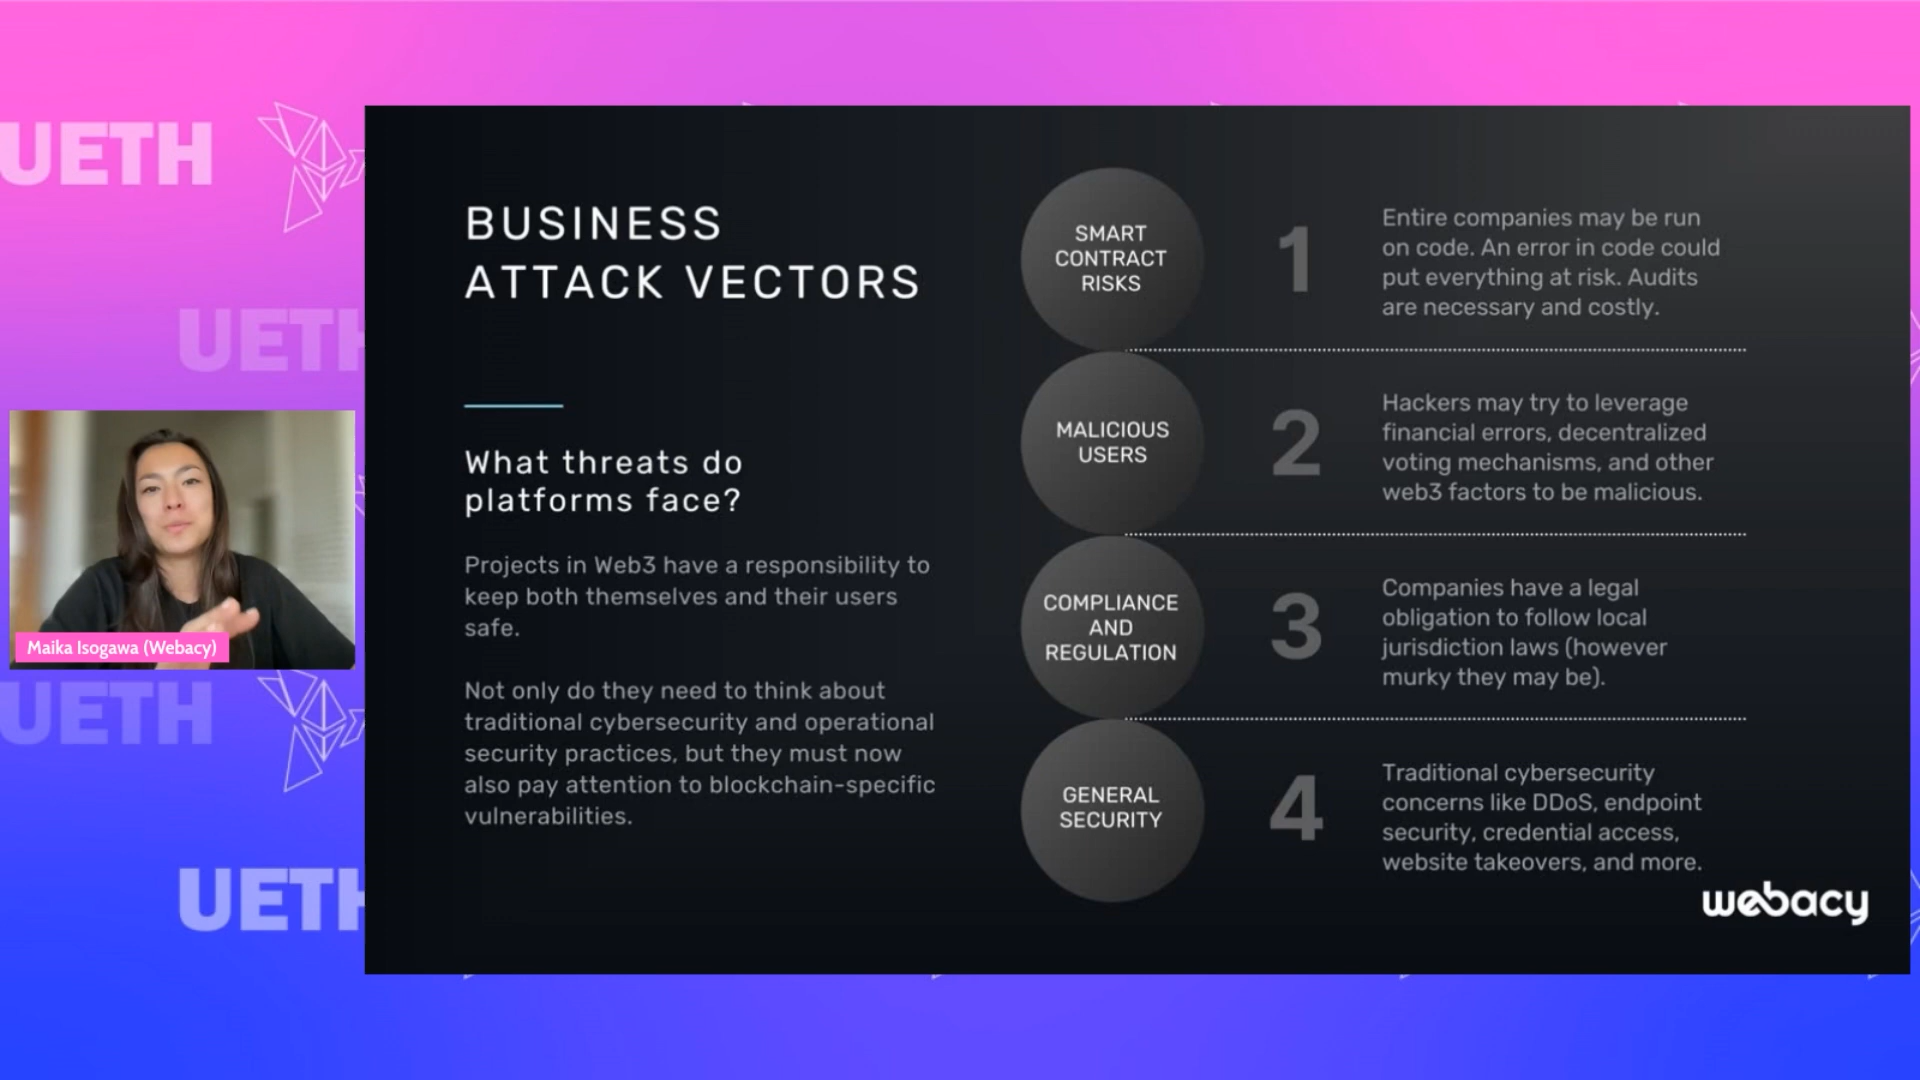 UETH
UETH
UETH
UETH
Maika Isogawa (Webacy)
BUSINESS
ATTACK VECTORS
What threats do
platforms face?
Projects in Web3 have a responsibility to
keep both themselves and their users
safe.
Not only do they need to think about
traditional cybersecurity and operational
security practices, but they must now
also pay attention to blockchain-specific
vulnerabilities.
SMART
CONTRACT
RISKS
1
Entire companies may be run
on code. An error in code could
put everything at risk. Audits
are necessary and costly.
MALICIOUS
USERS
2
Hackers may try to leverage
financial errors, decentralized
voting mechanisms, and other
web3 factors to be malicious.
COMPLIANCE
AND
REGULATION
3
Companies have a legal
obligation to follow local
jurisdiction laws (however
murky they may be).
GENERAL
SECURITY
4
Traditional cybersecurity
concerns like DDoS, endpoint
security, credential access,
website takeovers, and more.
webacy